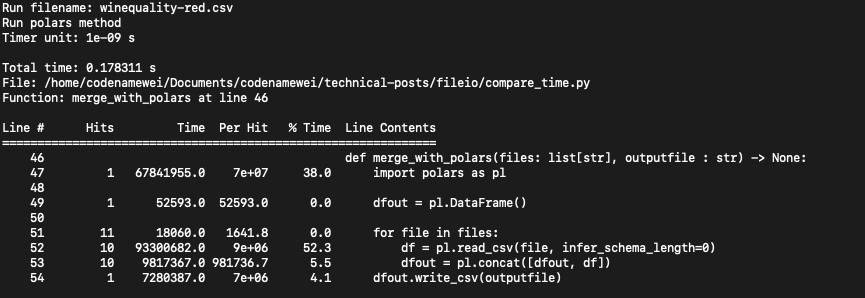 Run filename: winequality-red.csv
Run polars method
Timer unit: 1e-09 s

Total time: 0.178311 s
File: /home/codenamewei/Documents/codenamewei/technical-posts/fileio/compare_time.py
Function: merge_with_polars at line 46

Line #      Hits         Time  Per Hit   % Time  Line Contents
==============================================================
    46                                           def merge_with_polars(files: list[str], outputfile : str) -> None:
    47         1   67841955.0    7e+07     38.0      import polars as pl
    48
    49         1      52593.0  52593.0      0.0      dfout = pl.DataFrame()
    50
    51        11      18060.0   1641.8      0.0      for file in files:
    52        10   93300682.0    9e+06     52.3          df = pl.read_csv(file, infer_schema_length=0)
    53        10    9817367.0 981736.7      5.5          dfout = pl.concat([dfout, df])
    54         1    7280387.0    7e+06      4.1      dfout.write_csv(outputfile)